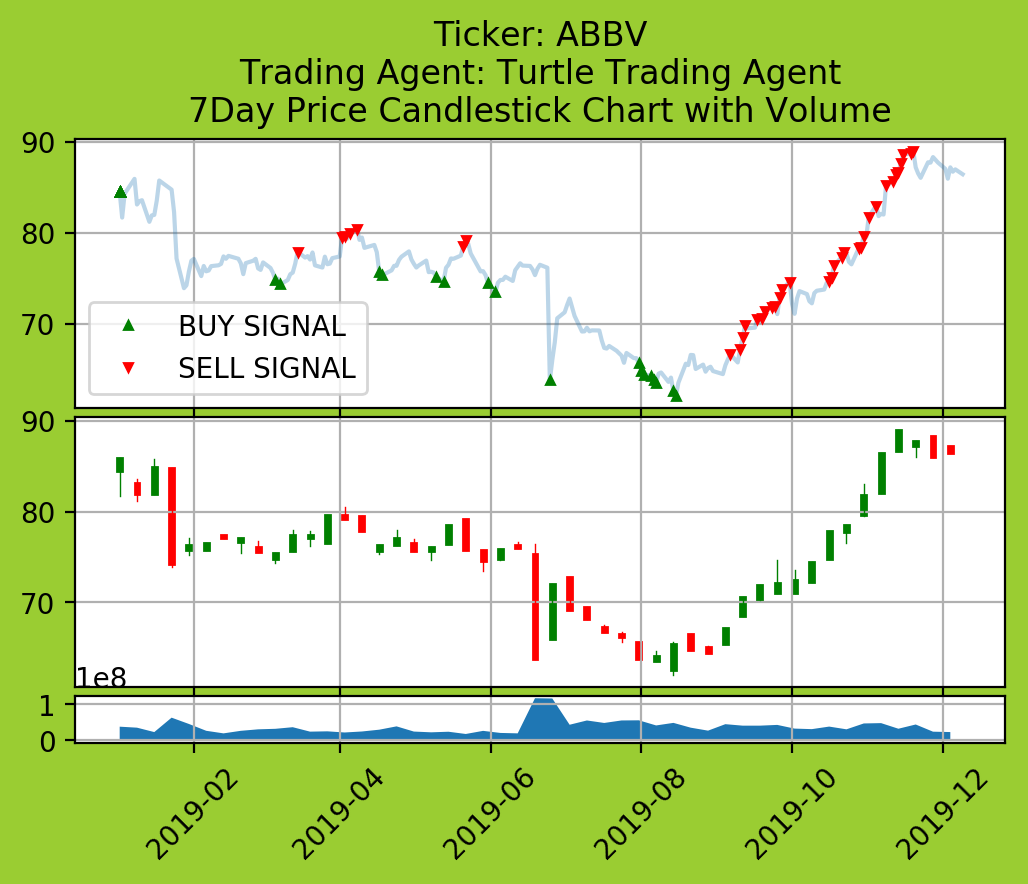 Ticker: ABBV
Trading Agent: Turtle Trading Agent
7Day Price Candlestick Chart with Volume
90
80
70
BUY SIGNAL
SELL SIGNAL
90
80
70
1e8
1
0
2019-02
2019-04
2019-06
2019-08
2019-10
2019-12